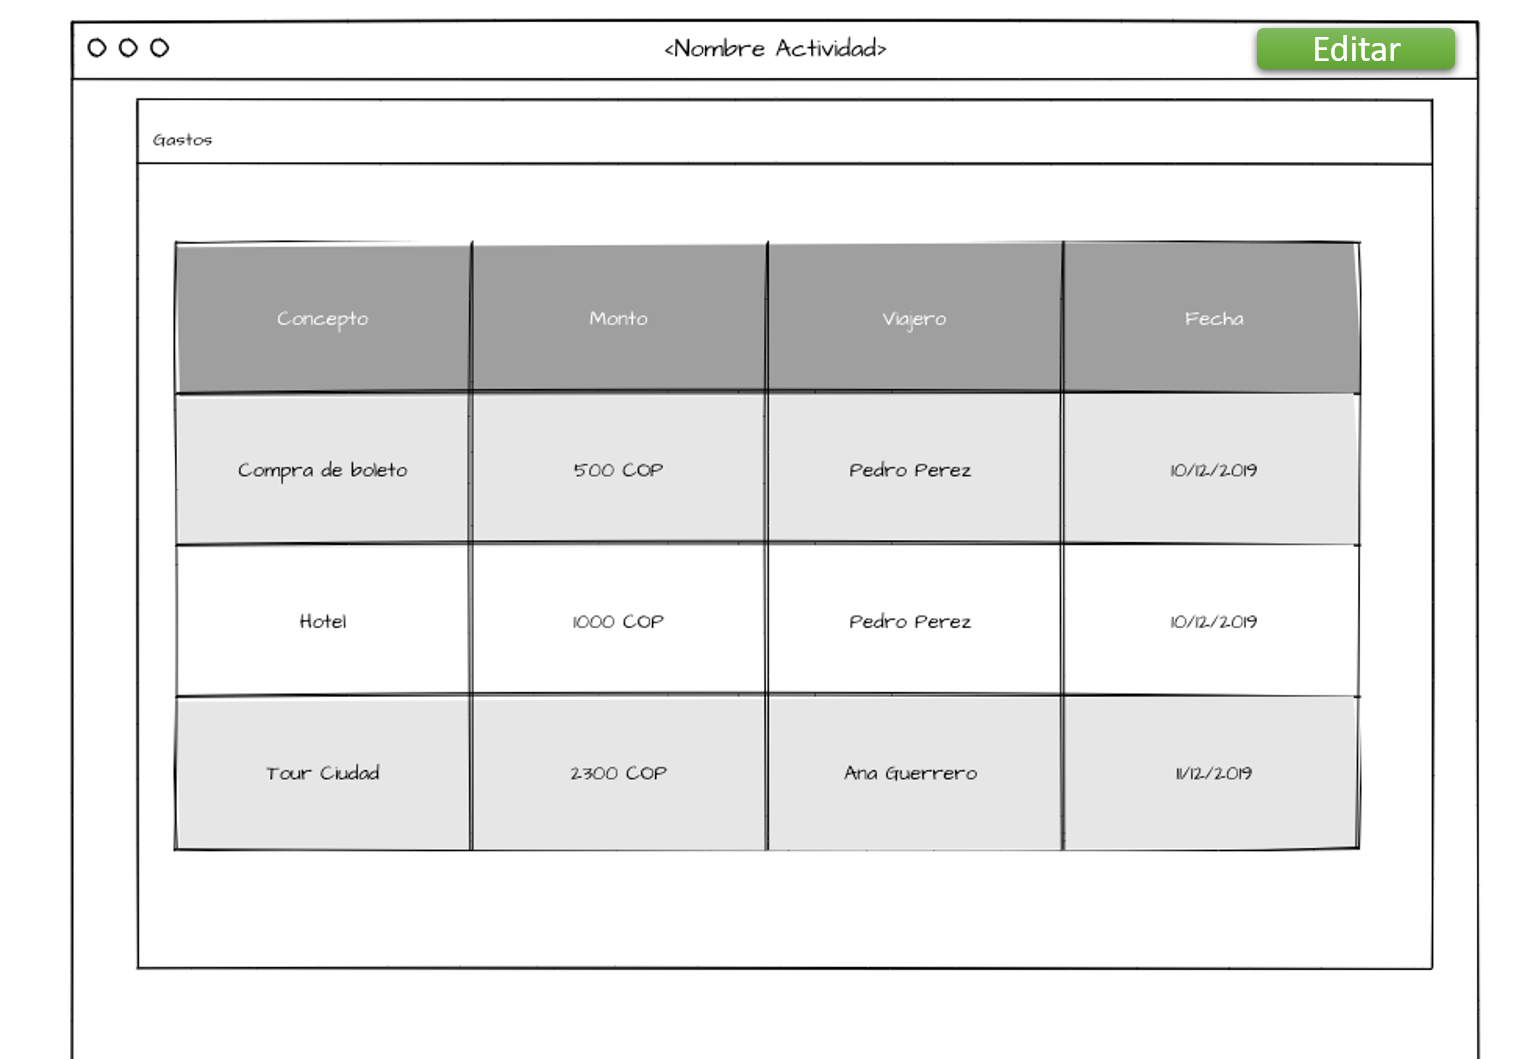 <Nombre Actividad>
Editar
Gastos
Concepto Monto Viajero Fecha
Compra de boleto 500 COP Pedro Perez 10/12/2019
Hotel 1000 COP Pedro Perez 10/12/2019
Tour Ciudad 2300 COP Ana Guerrero 11/12/2019